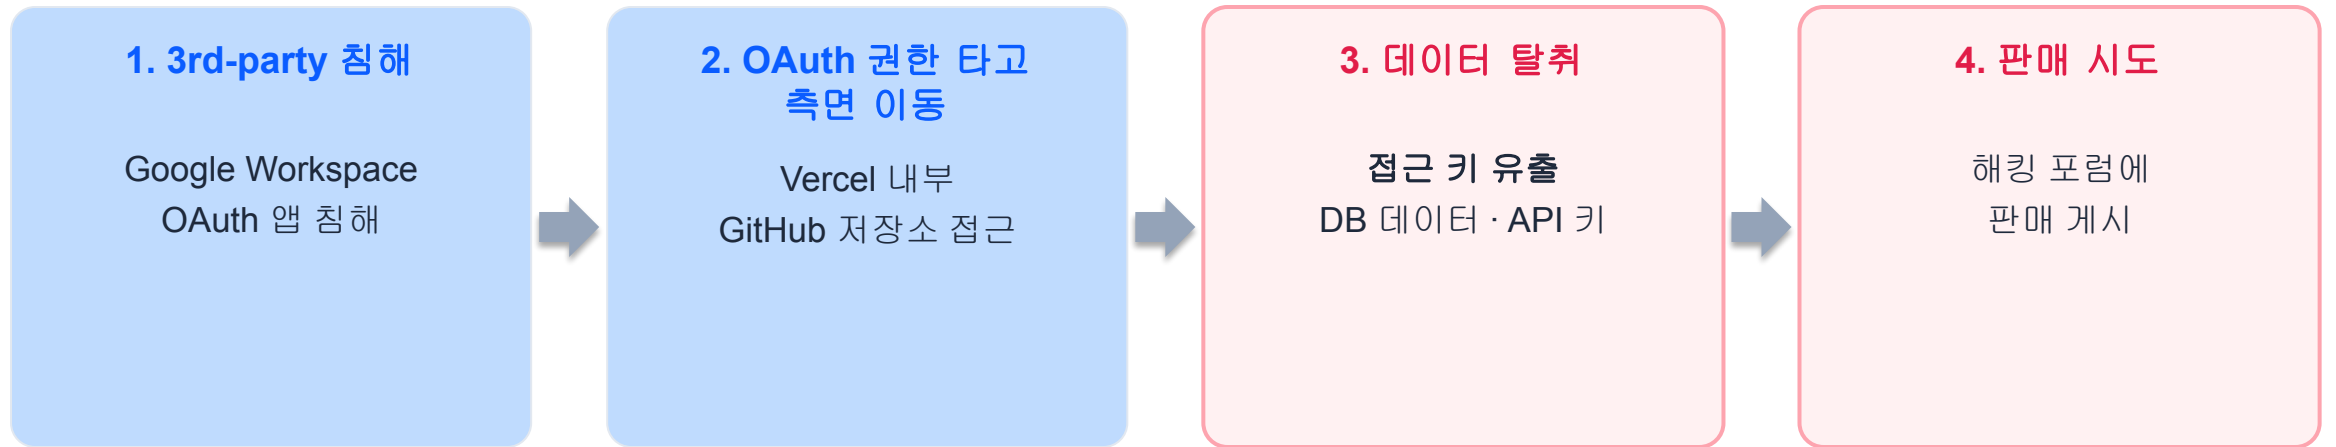 1. 3rd-party 침해
Google Workspace
OAuth 앱 침해
2. OAuth 권한 타고
측면 이동
Vercel 내부
GitHub 저장소 접근
3. 데이터 탈취
접근 키 유출
DB 데이터 · API 키
4. 판매 시도
해킹 포럼에
판매 게시